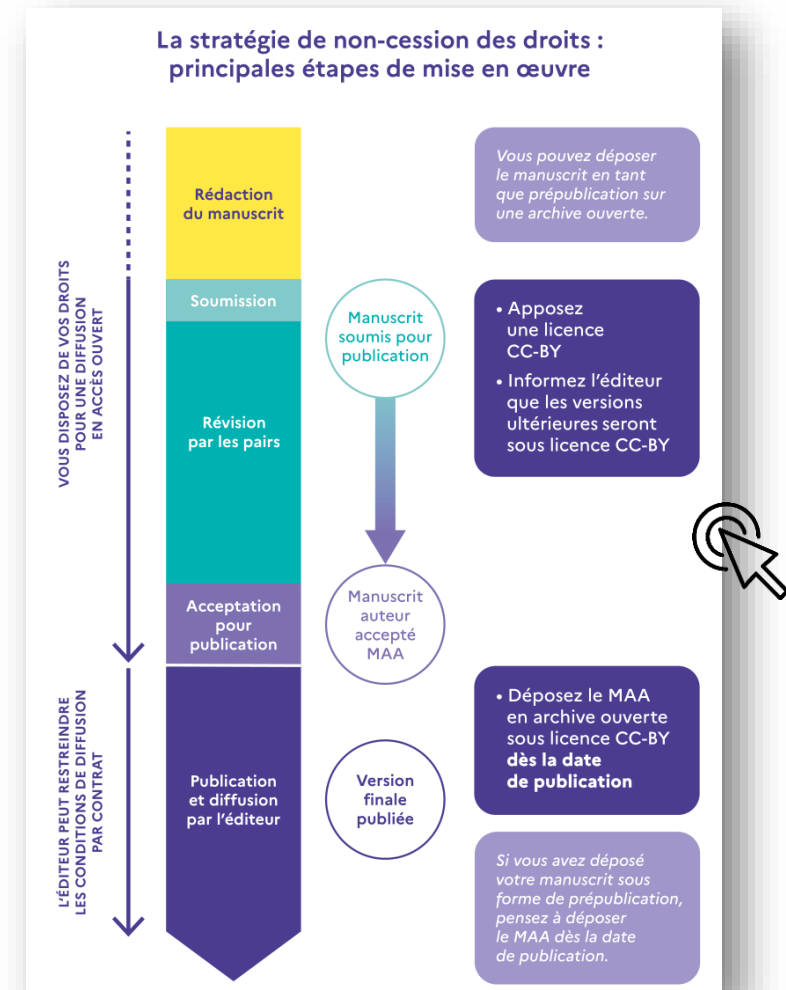 La stratégie de non-cession des droits :
principales étapes de mise en œuvre
VOUS DISPOSEZ DE VOS DROITS
POUR UNE DIFFUSION
EN ACCÈS OUVERT
Rédaction
du manuscrit
Vous pouvez déposer
le manuscrit en tant
que prépublication sur
une archive ouverte.
Soumission
Manuscrit
soumis pour
publication
• Apposez
une licence
CC-BY
• Informez l’éditeur
que les versions
ultérieures seront
sous licence CC-BY
Révision
par les pairs
Acceptation
pour
publication
Manuscrit
auteur
accepté
MAA
L’ÉDITEUR PEUT RESTREINDRE
LES CONDITIONS DE DIFFUSION
PAR CONTRAT
Publication
et diffusion
par l’éditeur
Version
finale
publiée
• Déposez le MAA
en archive ouverte
sous licence CC-BY
dès la date
de publication
Si vous avez déposé
votre manuscrit sous
forme de prépublication,
pensez à déposer
le MAA dès la date
de publication.